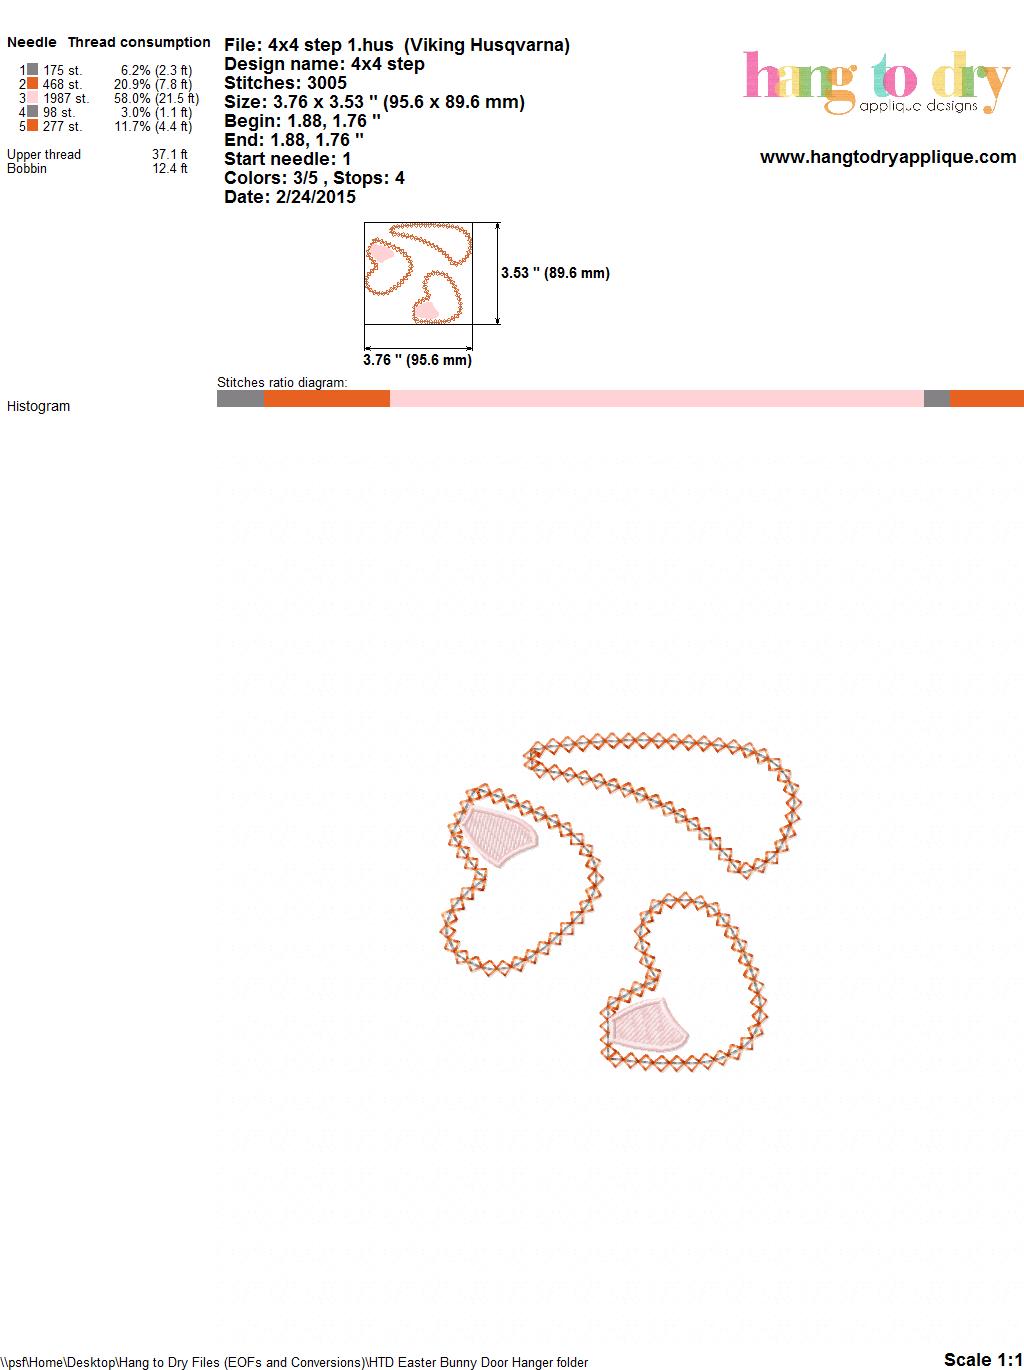 Needle Thread consumption
1 175 st. 6.2% (2.3 ft)
2 468 st. 20.9% (7.8 ft)
3 1987 st. 58.0% (21.5 ft)
4 98 st. 3.0% (1.1 ft)
5 277 st. 11.7% (4.4 ft)
Upper thread 37.1 ft
Bobbin 12.4 ft
File: 4x4 step 1.hus (Viking Husqvarna)
Design name: 4x4 step
Stitches: 3005
Size: 3.76 x 3.53 " (95.6 x 89.6 mm)
Begin: 1.88, 1.76 "
End: 1.88, 1.76 "
Start needle: 1
Colors: 3/5 , Stops: 4
Date: 2/24/2015
hang to dry
applique designs
www.hangtodryapplique.com
3.53 " (89.6 mm)
3.76 " (95.6 mm)
Stitches ratio diagram:
Histogram
\\psf\Home\Desktop\Hang to Dry Files (EOFs and Conversions)\HTD Easter Bunny Door Hanger folder
Scale 1:1